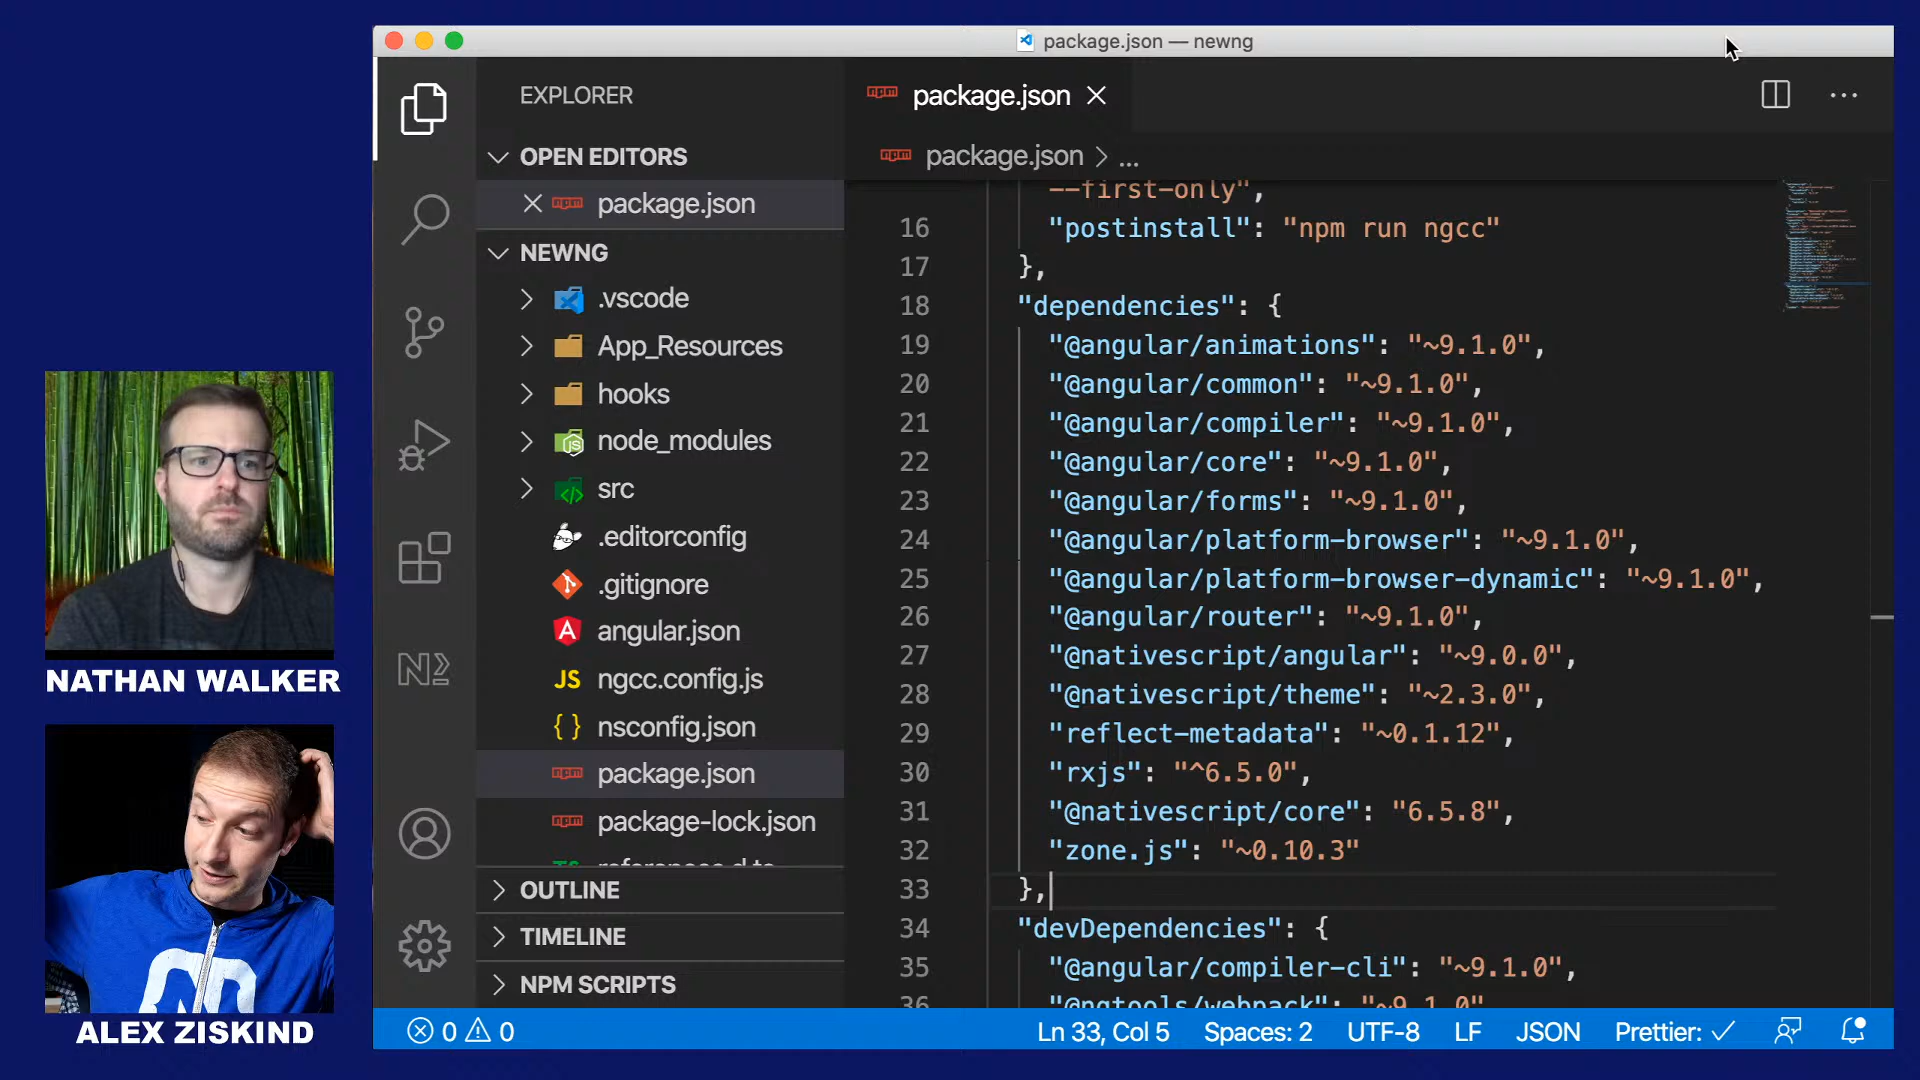 package.json — newng
EXPLORER
OPEN EDITORS
package.json
NEWNG
.vscode
App_Resources
hooks
node_modules
src
.editorconfig
.gitignore
angular.json
ngcc.config.js
nsconfig.json
package.json
package-lock.json
references.d.ts
OUTLINE
TIMELINE
NPM SCRIPTS
package.json
package.json > ...
--first-only",
16 "postinstall": "npm run ngcc"
17 },
18 "dependencies": {
19 "@angular/animations": "~9.1.0",
20 "@angular/common": "~9.1.0",
21 "@angular/compiler": "~9.1.0",
22 "@angular/core": "~9.1.0",
23 "@angular/forms": "~9.1.0",
24 "@angular/platform-browser": "~9.1.0",
25 "@angular/platform-browser-dynamic": "~9.1.0",
26 "@angular/router": "~9.1.0",
27 "@nativescript/angular": "~9.0.0",
28 "@nativescript/theme": "~2.3.0",
29 "reflect-metadata": "~0.1.12",
30 "rxjs": "^6.5.0",
31 "@nativescript/core": "6.5.8",
32 "zone.js": "~0.10.3"
33 },
34 "devDependencies": {
35 "@angular/compiler-cli": "~9.1.0",
36 "@ngtools/webpack": "~9.1.0"
0 0
Ln 33, Col 5 Spaces: 2 UTF-8 LF JSON Prettier: ✓
NATHAN WALKER
ALEX ZISKIND